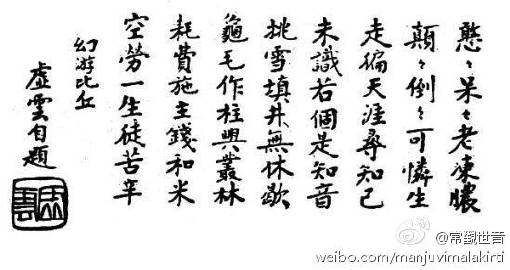 憨々呆々老凍膿
顛々倒々可憐生
走徧天涯尋知己
未識若個是知音
挑雪填井無休歇
龜毛作柱興叢林
耗費施主錢和米
空勞一生徒苦辛
幻游比丘
虛雲自題
@常觀世音
weibo.com/manjuvimalakirti